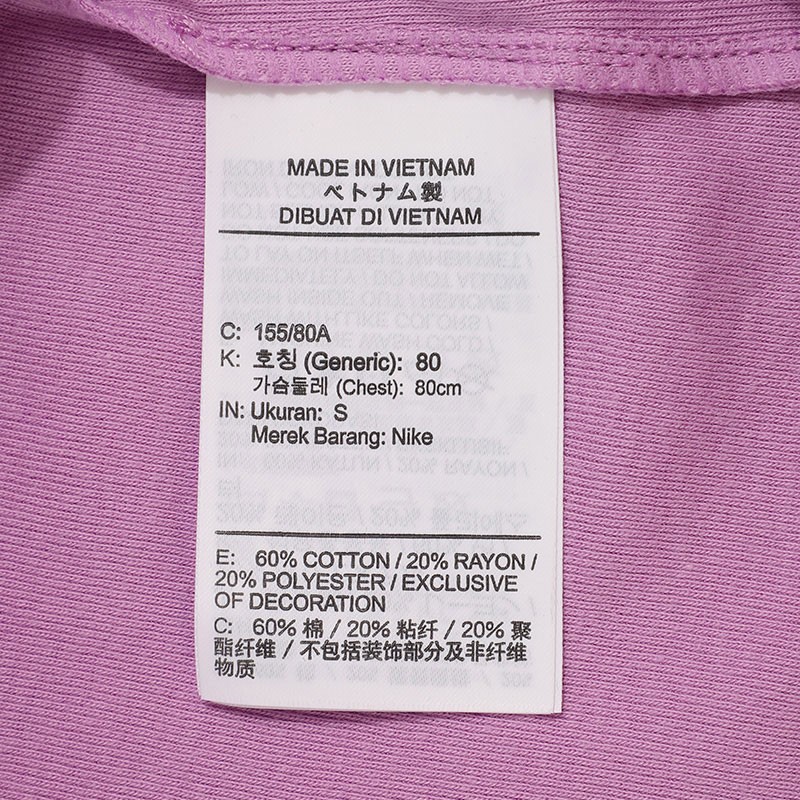 MADE IN VIETNAM
ベトナム製
DIBUAT DI VIETNAM
C: 155/80A
K: 호칭 (Generic): 80
가슴둘레 (Chest): 80cm
IN: Ukuran: S
Merek Barang: Nike
E: 60% COTTON / 20% RAYON /
20% POLYESTER / EXCLUSIVE
OF DECORATION
C: 60% 棉 / 20% 粘纤 / 20% 聚
酯纤维 / 不包括装饰部分及非纤维
物质